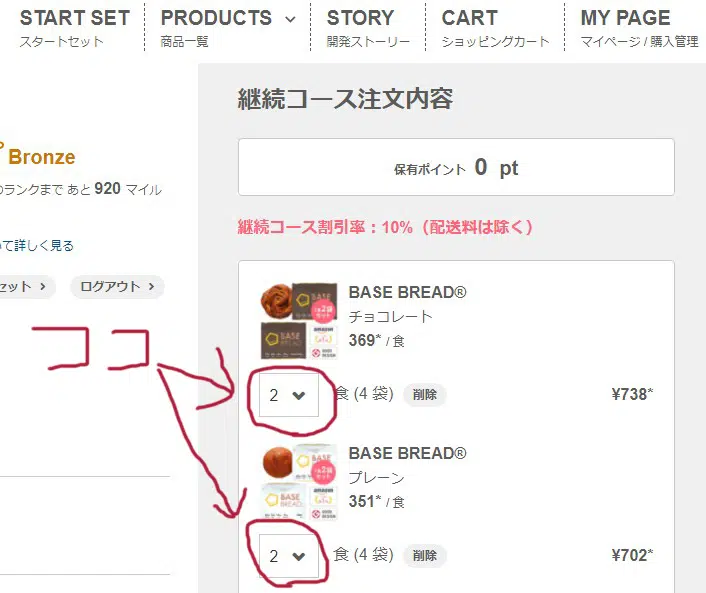 START SET
スタートセット
PRODUCTS
商品一覧
STORY
開発ストーリー
CART
ショッピングカート
MY PAGE
マイページ / 購入管理
Bronze
ランクまで あと 920 マイル
て詳しく見る
セット
ログアウト
継続コース注文内容
保有ポイント 0 pt
継続コース割引率：10%（配送料は除く）
BASE BREAD®
チョコレート
369* / 食
2 食 (4 袋) 削除 ¥738*
BASE BREAD®
プレーン
351* / 食
2 食 (4 袋) 削除 ¥702*
ココ
BASE
BASE
BREAD
amazon
amazon